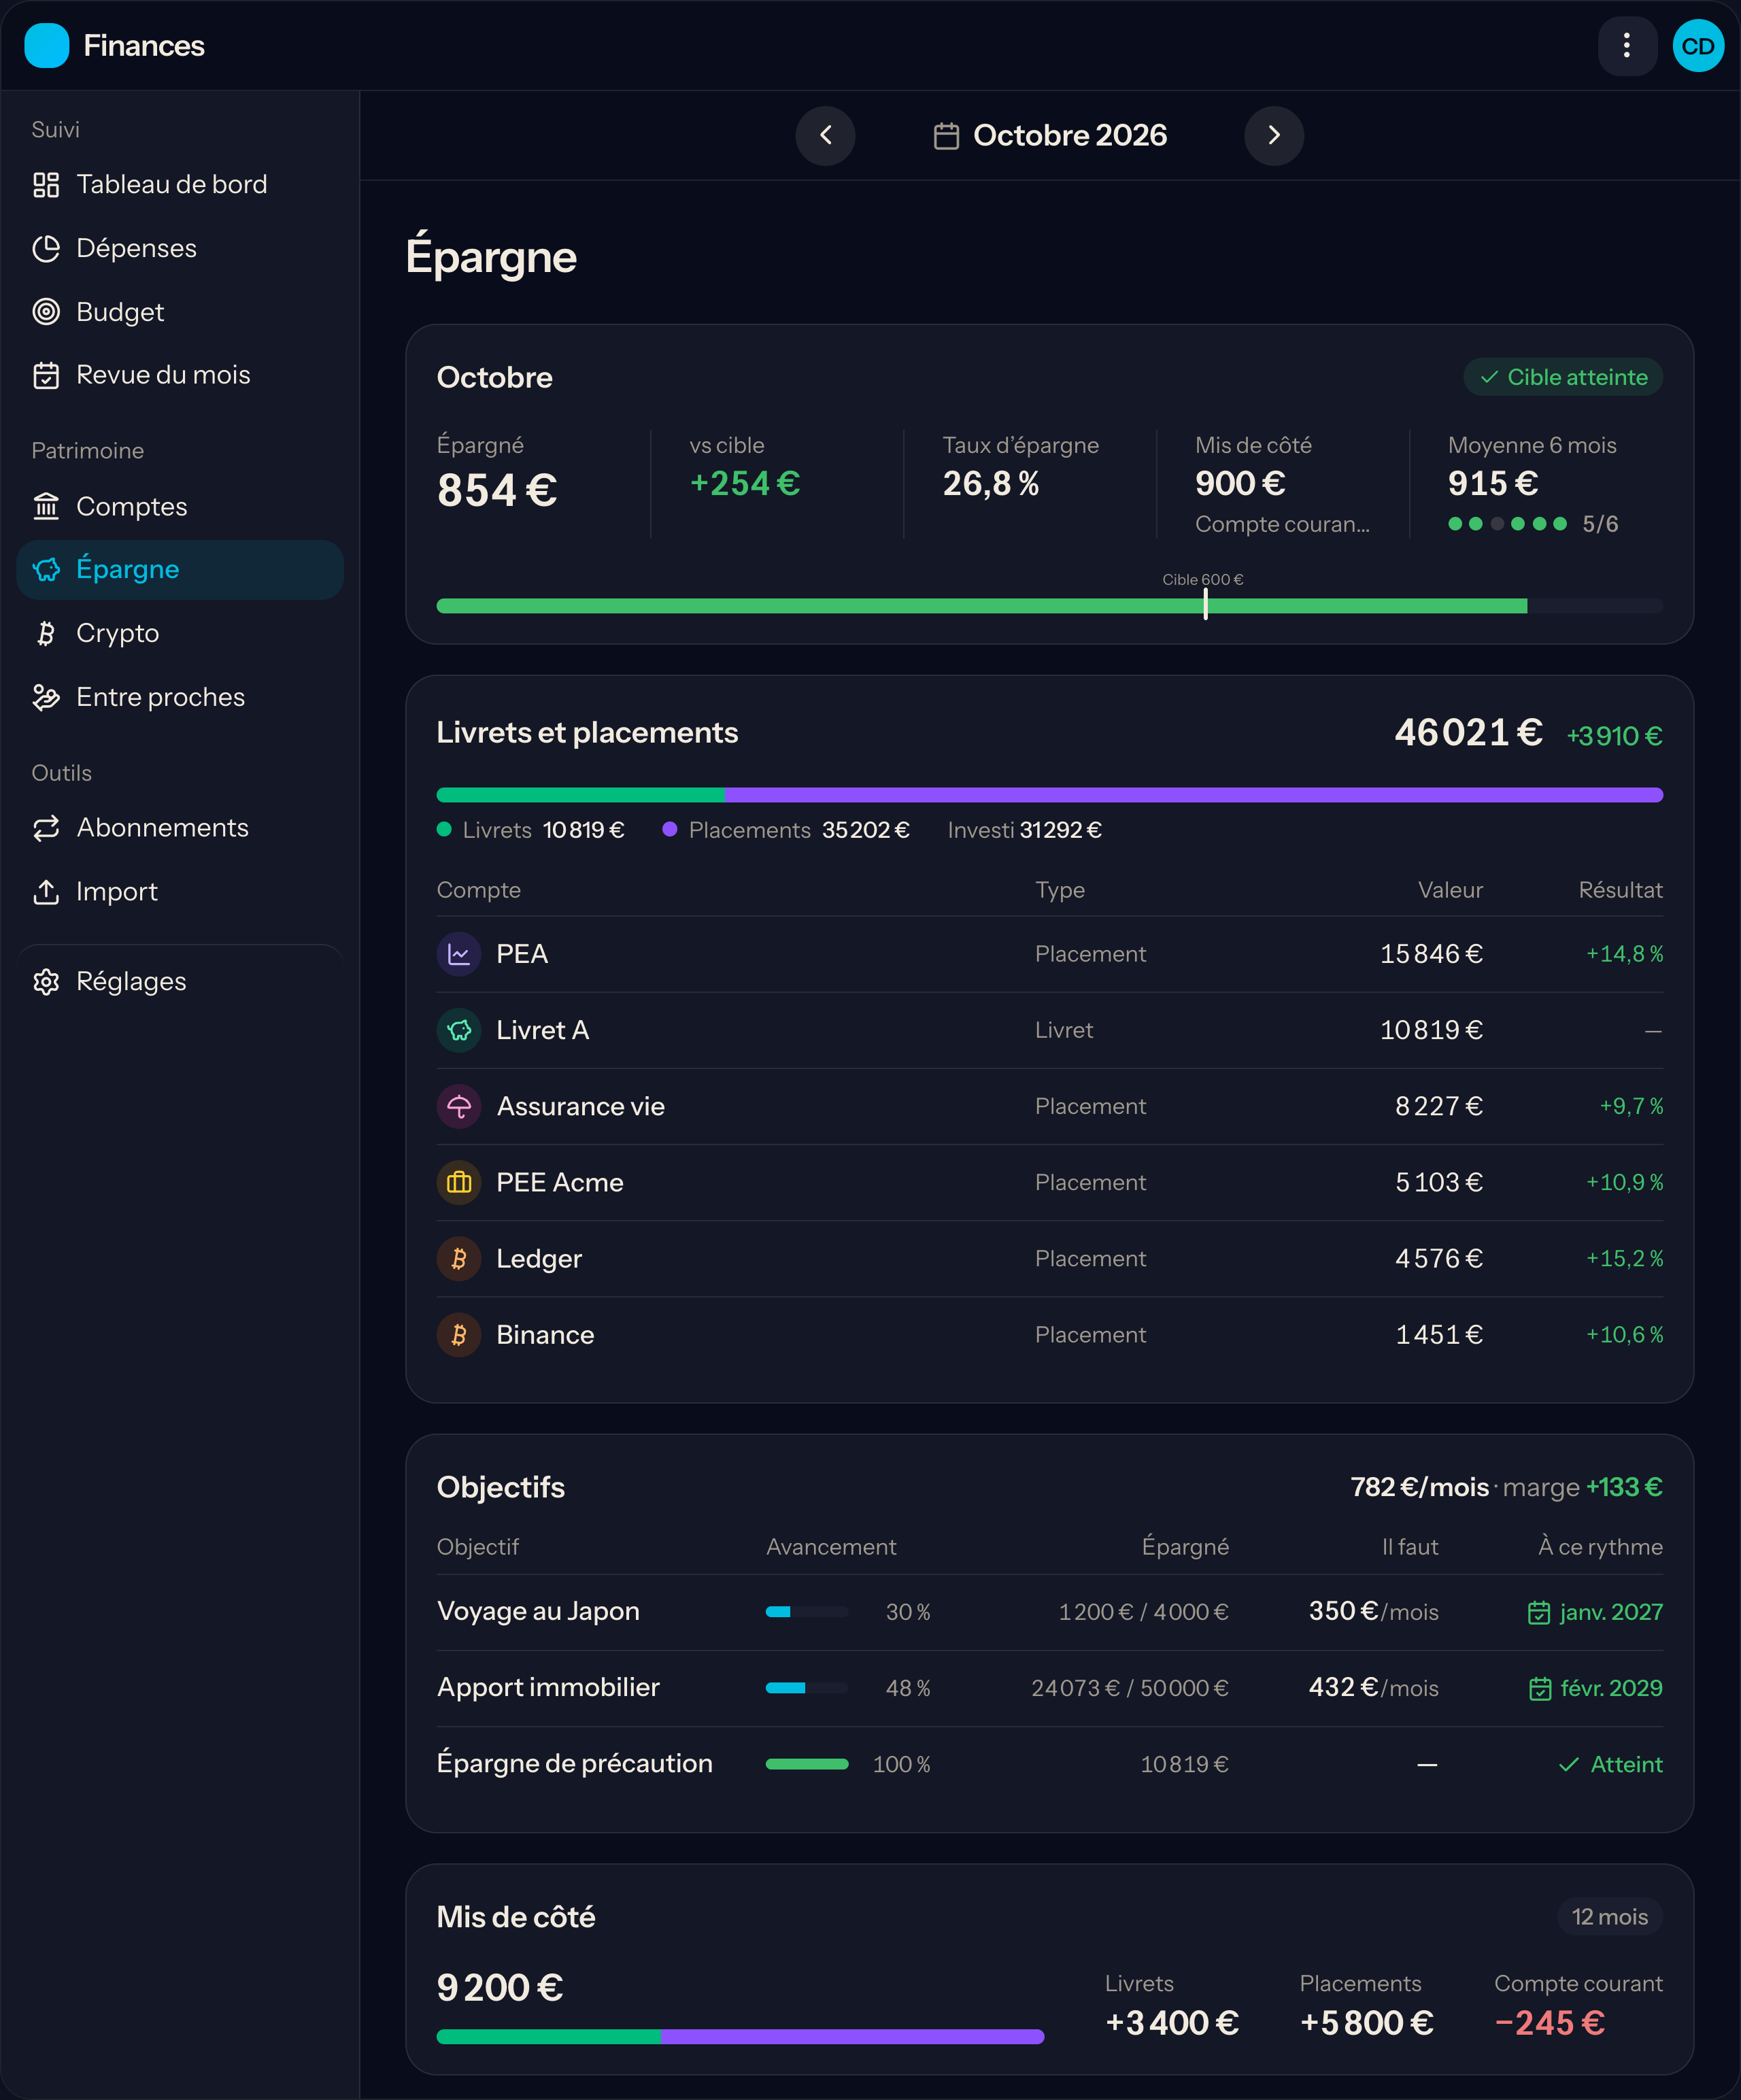 Finances
CD
Suivi
Tableau de bord
Dépenses
Budget
Revue du mois
Patrimoine
Comptes
Épargne
Crypto
Entre proches
Outils
Abonnements
Import
Réglages
Octobre 2026
Épargne
Octobre
Cible atteinte
Épargné
854 €
vs cible
+254 €
Taux d’épargne
26,8 %
Mis de côté
900 €
Compte couran…
Moyenne 6 mois
915 €
5/6
Cible 600 €
Livrets et placements
46 021 € +3 910 €
Livrets 10 819 € Placements 35 202 € Investi 31 292 €
Compte Type Valeur Résultat
PEA Placement 15 846 € +14,8 %
Livret A Livret 10 819 € —
Assurance vie Placement 8 227 € +9,7 %
PEE Acme Placement 5 103 € +10,9 %
Ledger Placement 4 576 € +15,2 %
Binance Placement 1 451 € +10,6 %
Objectifs
782 €/mois · marge +133 €
Objectif Avancement Épargné Il faut À ce rythme
Voyage au Japon 30 % 1 200 € / 4 000 € 350 €/mois janv. 2027
Apport immobilier 48 % 24 073 € / 50 000 € 432 €/mois févr. 2029
Épargne de précaution 100 % 10 819 € — Atteint
Mis de côté
12 mois
9 200 €
Livrets
+3 400 €
Placements
+5 800 €
Compte courant
−245 €